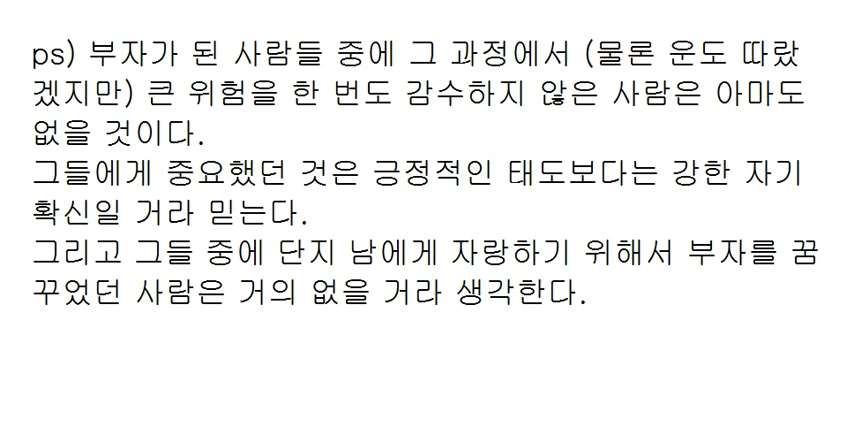 ps) 부자가 된 사람들 중에 그 과정에서 (물론 운도 따랐
겠지만) 큰 위험을 한 번도 감수하지 않은 사람은 아마도
없을 것이다.
그들에게 중요했던 것은 긍정적인 태도보다는 강한 자기
확신일 거라 믿는다.
그리고 그들 중에 단지 남에게 자랑하기 위해서 부자를 꿈
꾸었던 사람은 거의 없을 거라 생각한다.